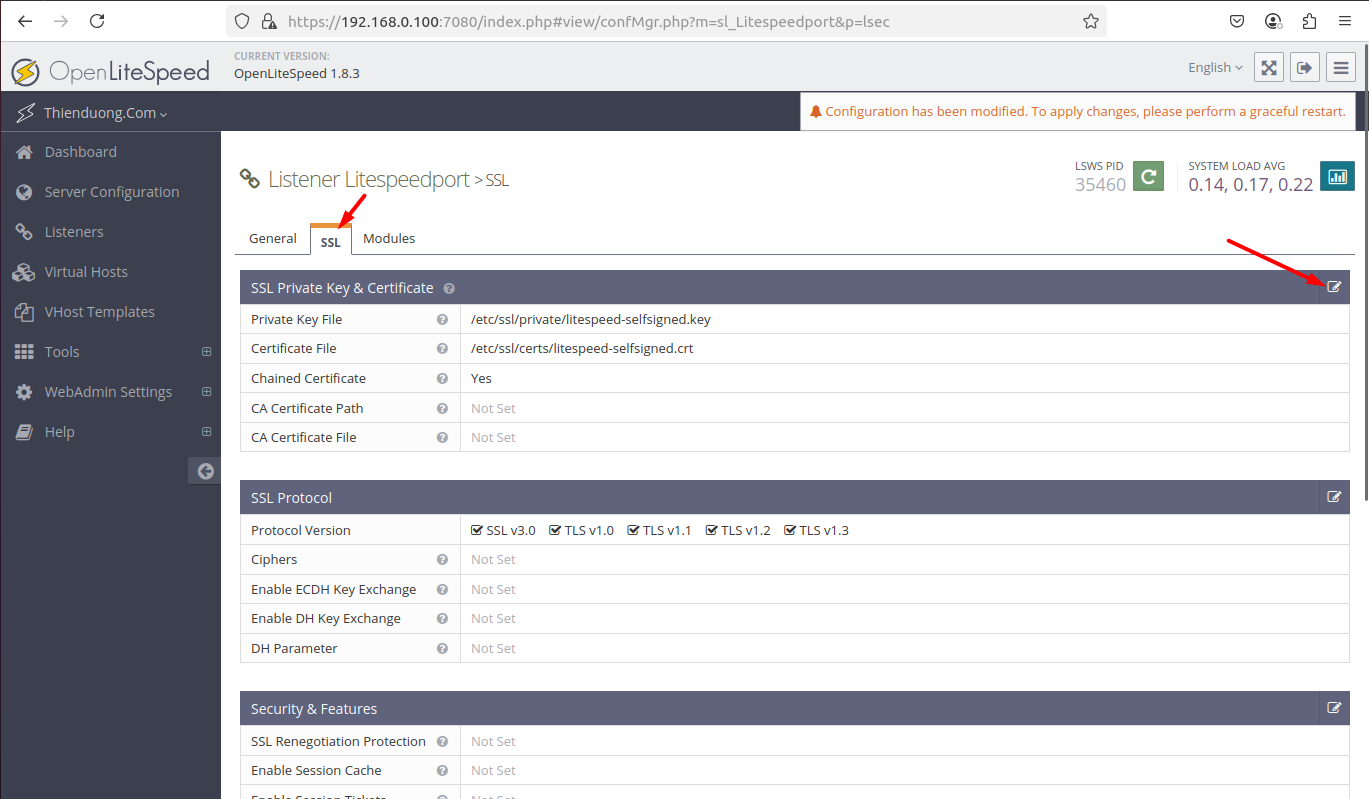 https://192.168.0.100:7080/index.php#view/confMgr.php?m=sl_Litespeedport&p=lsec
OpenLiteSpeed
CURRENT VERSION:
OpenLiteSpeed 1.8.3
English
Thienduong.Com
Configuration has been modified. To apply changes, please perform a graceful restart.
Dashboard
Server Configuration
Listeners
Virtual Hosts
VHost Templates
Tools
WebAdmin Settings
Help
Listener Litespeedport > SSL
LSWS PID
35460
SYSTEM LOAD AVG
0.14, 0.17, 0.22
General SSL Modules
SSL Private Key & Certificate
Private Key File /etc/ssl/private/litespeed-selfsigned.key
Certificate File /etc/ssl/certs/litespeed-selfsigned.crt
Chained Certificate Yes
CA Certificate Path Not Set
CA Certificate File Not Set
SSL Protocol
Protocol Version SSL v3.0 TLS v1.0 TLS v1.1 TLS v1.2 TLS v1.3
Ciphers Not Set
Enable ECDH Key Exchange Not Set
Enable DH Key Exchange Not Set
DH Parameter Not Set
Security & Features
SSL Renegotiation Protection Not Set
Enable Session Cache Not Set
Enable Session Tickets Not Set